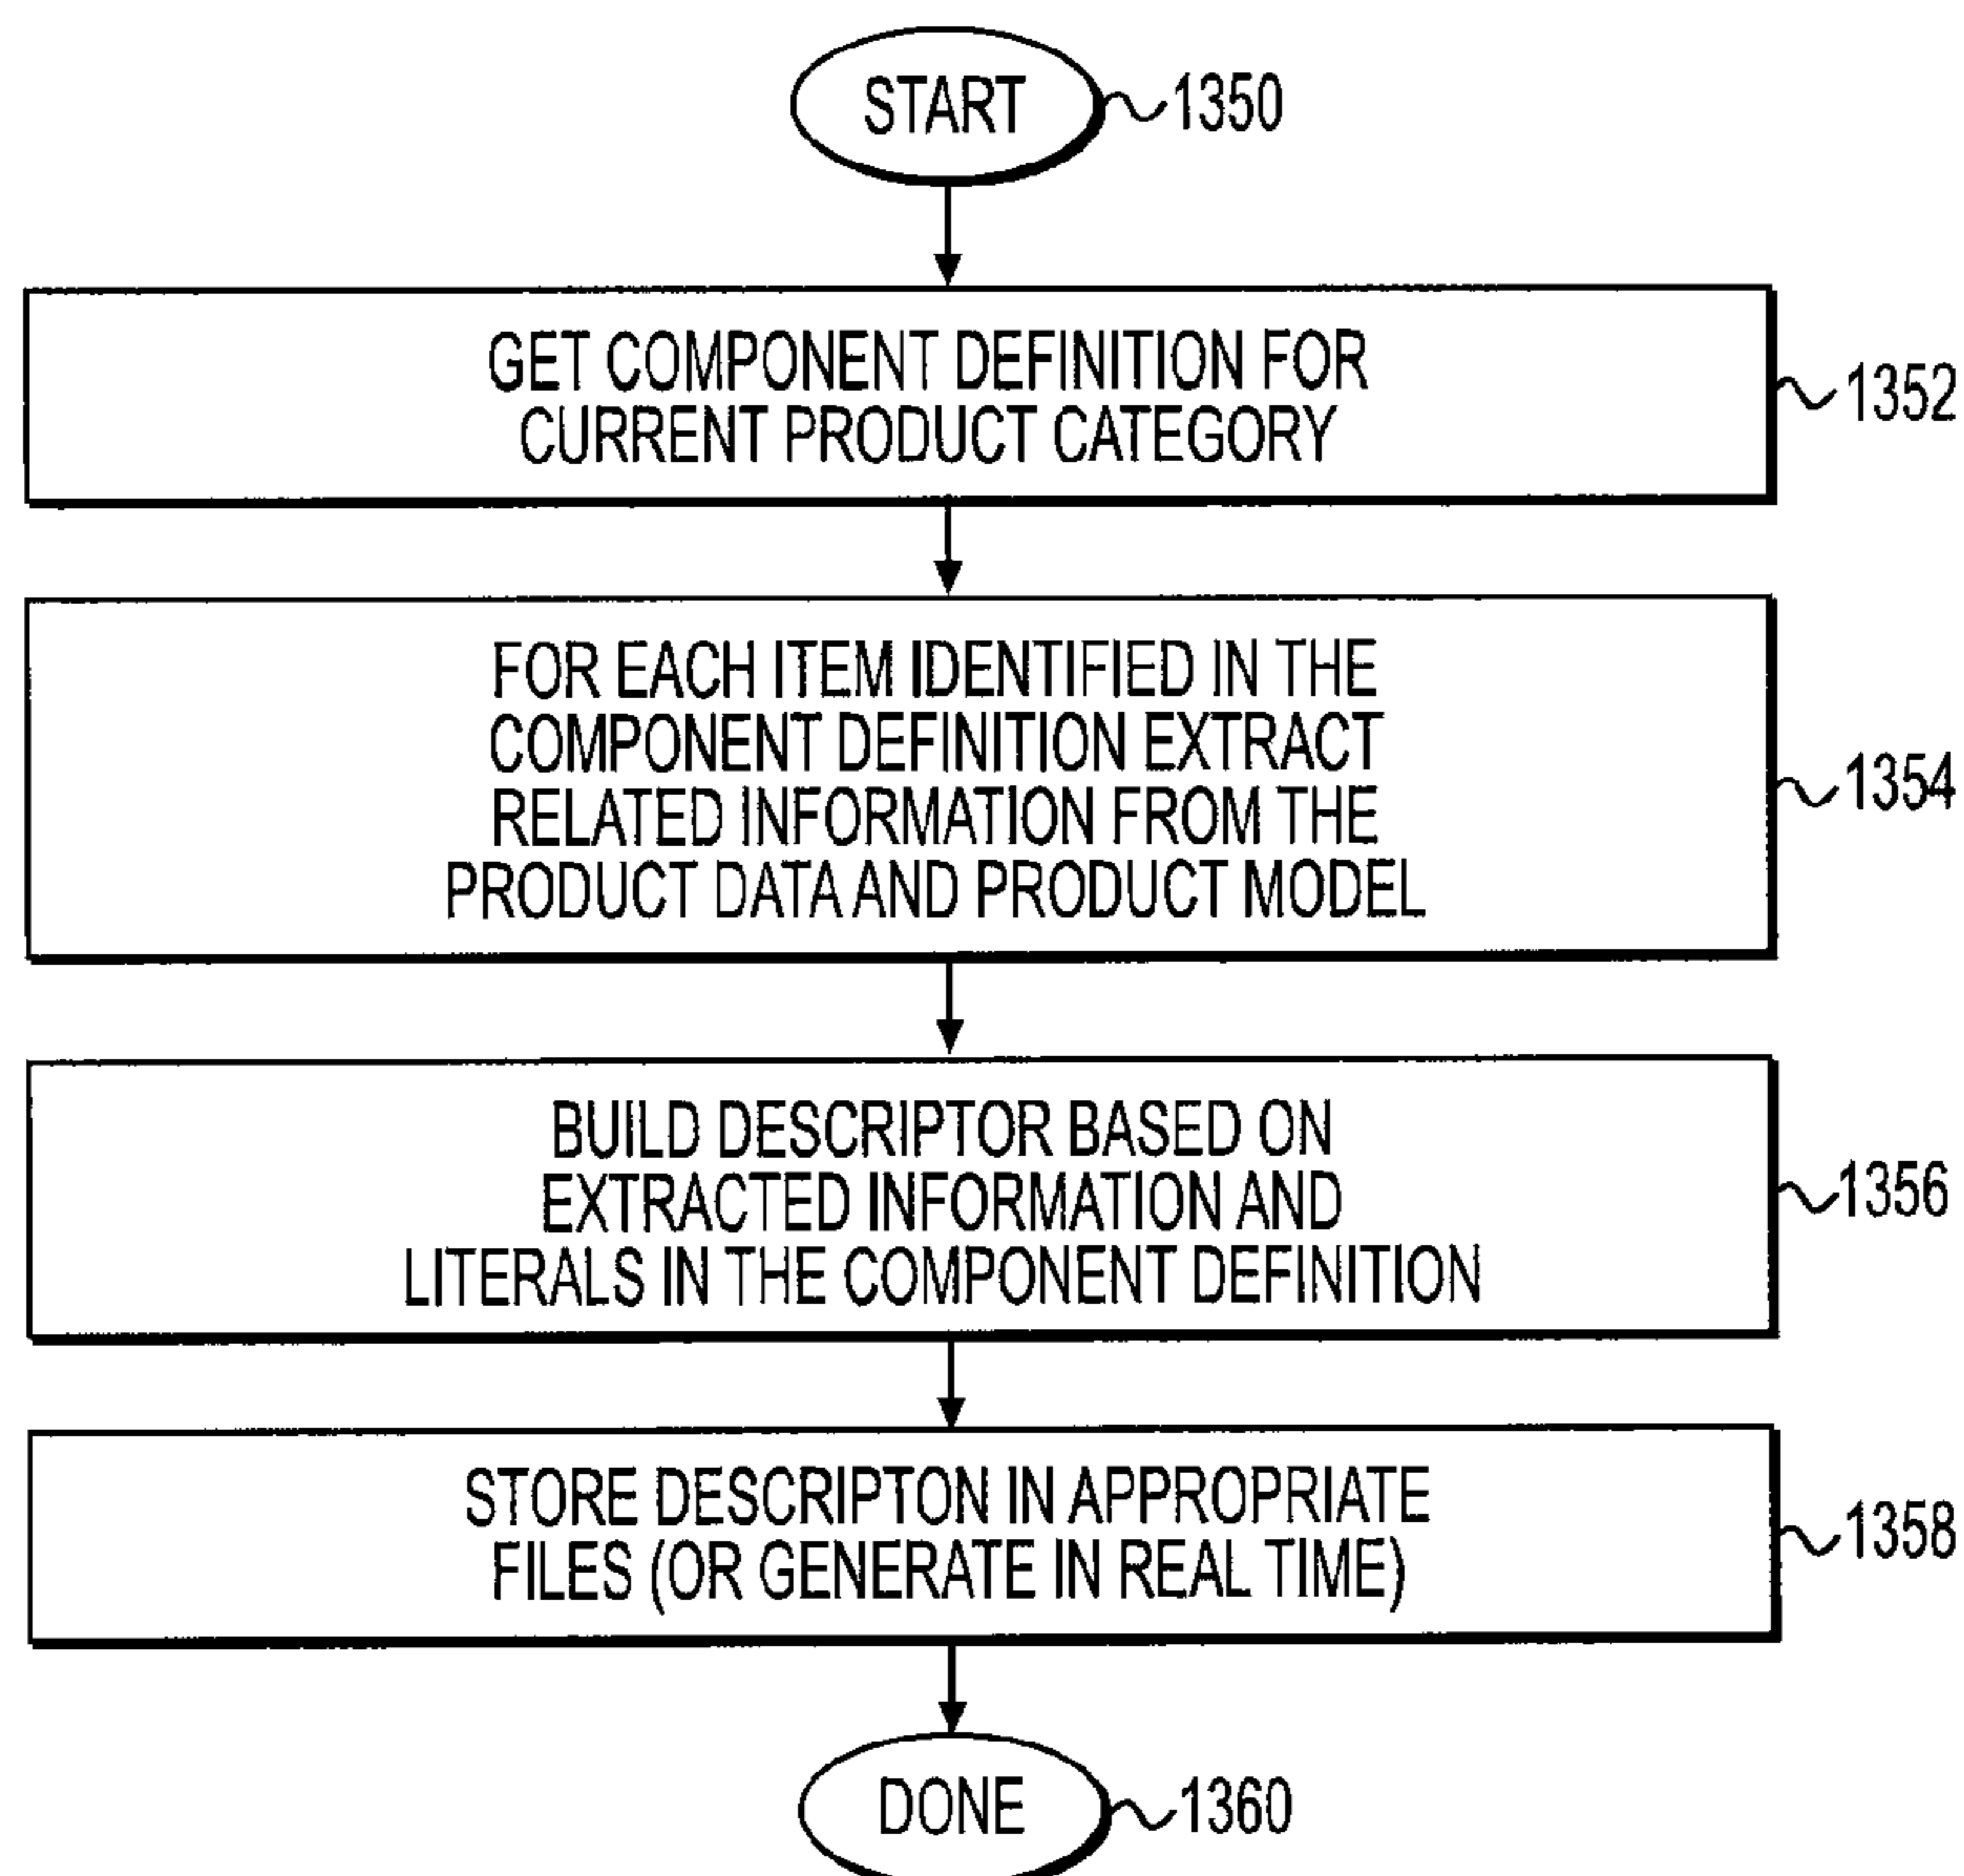 START
1350
GET COMPONENT DEFINITION FOR
CURRENT PRODUCT CATEGORY
1352
FOR EACH ITEM IDENTIFIED IN THE
COMPONENT DEFINITION EXTRACT
RELATED INFORMATION FROM THE
PRODUCT DATA AND PRODUCT MODEL
1354
BUILD DESCRIPTOR BASED ON
EXTRACTED INFORMATION AND
LITERALS IN THE COMPONENT DEFINITION
1356
STORE DESCRIPTON IN APPROPRIATE
FILES (OR GENERATE IN REAL TIME)
1358
DONE
1360